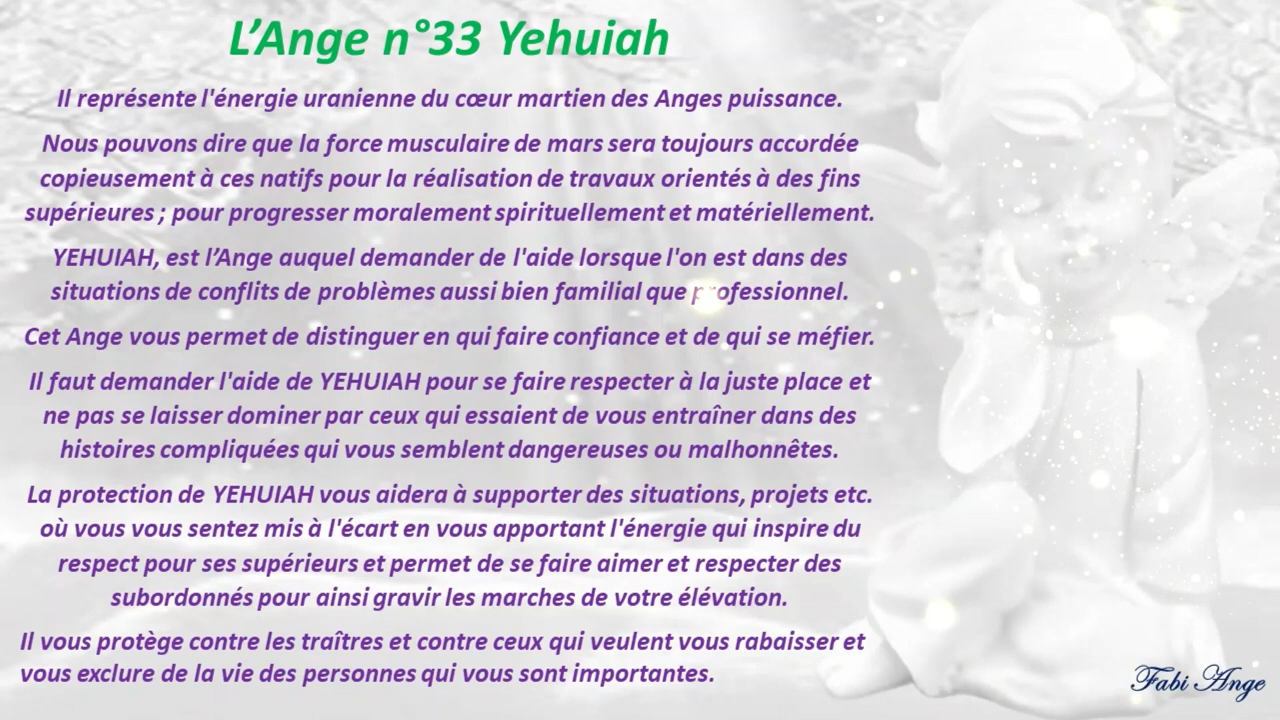 L’Ange n°33 Yehuiah
Il représente l'énergie uranienne du cœur martien des Anges puissance.
Nous pouvons dire que la force musculaire de mars sera toujours accordée
copieusement à ces natifs pour la réalisation de travaux orientés à des fins
supérieures ; pour progresser moralement spirituellement et matériellement.
YEHUIAH, est l’Ange auquel demander de l'aide lorsque l'on est dans des
situations de conflits de problèmes aussi bien familial que professionnel.
Cet Ange vous permet de distinguer en qui faire confiance et de qui se méfier.
Il faut demander l'aide de YEHUIAH pour se faire respecter à la juste place et
ne pas se laisser dominer par ceux qui essaient de vous entraîner dans des
histoires compliquées qui vous semblent dangereuses ou malhonnêtes.
La protection de YEHUIAH vous aidera à supporter des situations, projets etc.
où vous vous sentez mis à l'écart en vous apportant l'énergie qui inspire du
respect pour ses supérieurs et permet de se faire aimer et respecter des
subordonnés pour ainsi gravir les marches de votre élévation.
Il vous protège contre les traîtres et contre ceux qui veulent vous rabaisser et
vous exclure de la vie des personnes qui vous sont importantes.
Fabi Ange